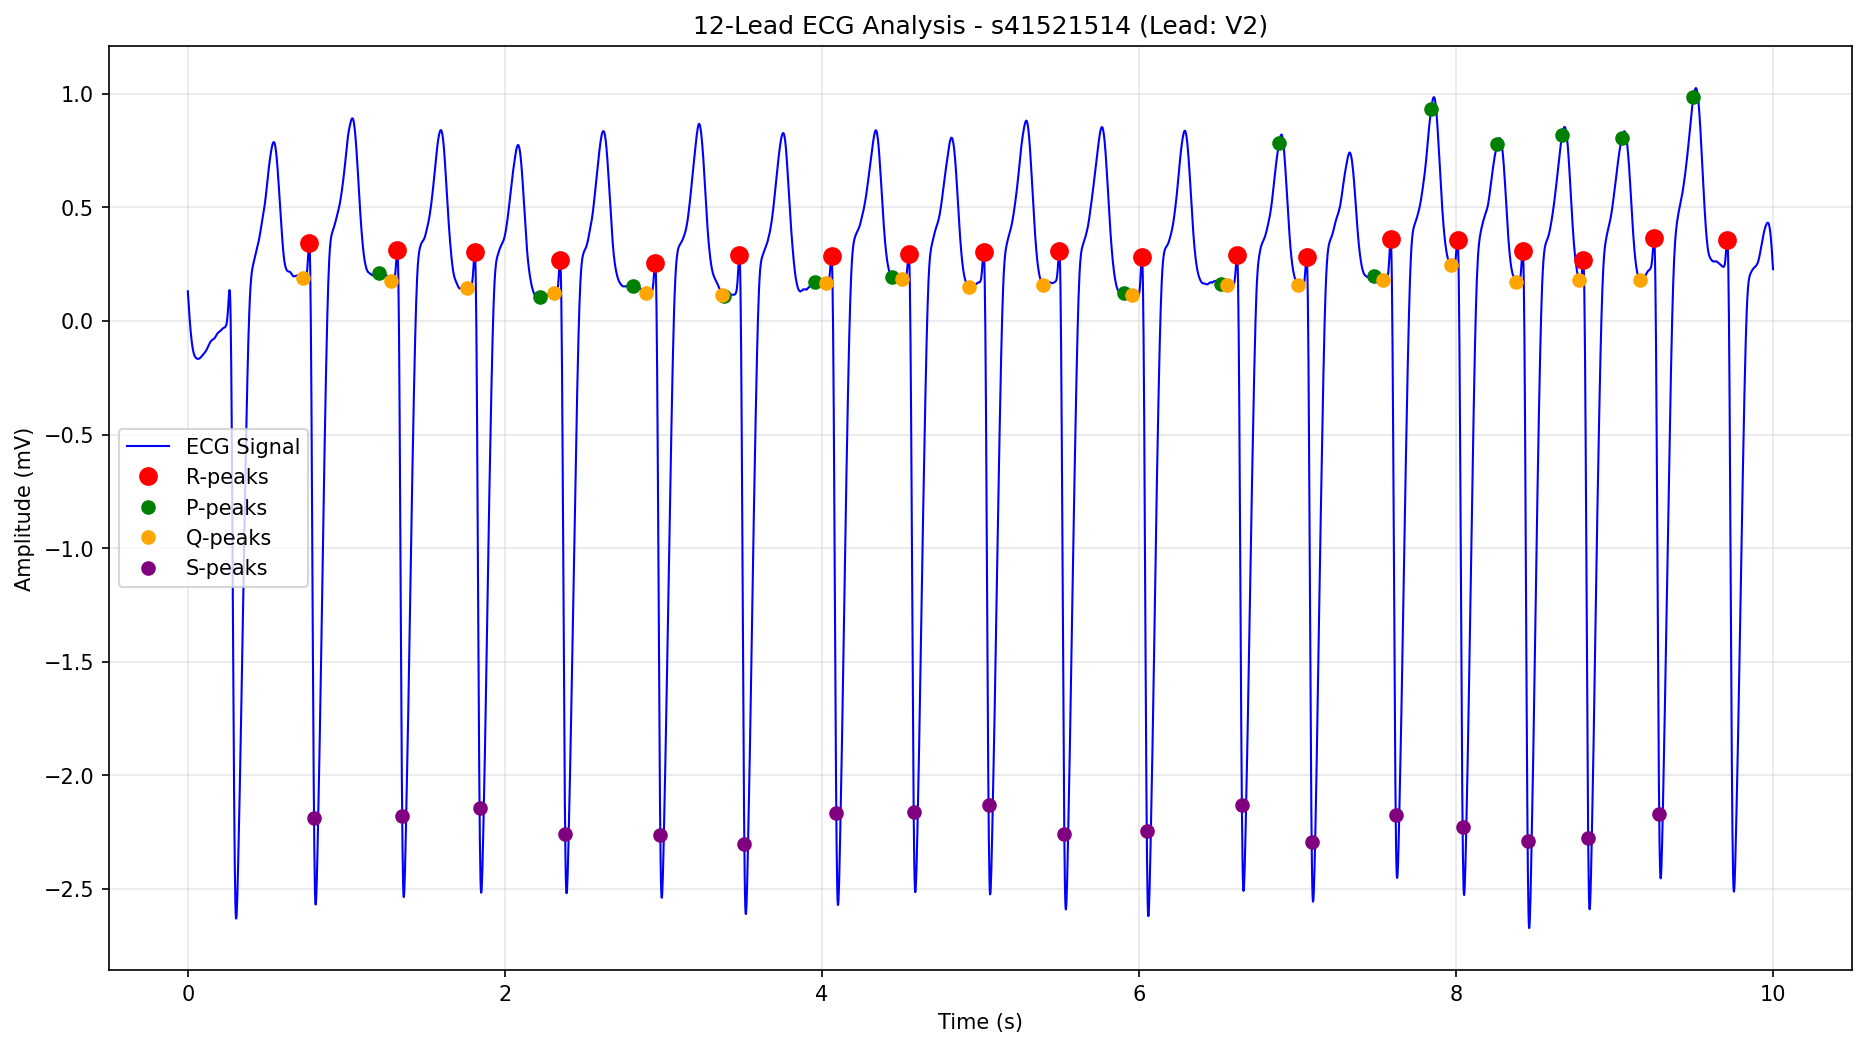 12-Lead ECG Analysis - s41521514 (Lead: V2)
1.0
0.5
0.0
−0.5
−1.0
−1.5
−2.0
−2.5
Amplitude (mV)
ECG Signal
R-peaks
P-peaks
Q-peaks
S-peaks
0 2 4 6 8 10
Time (s)